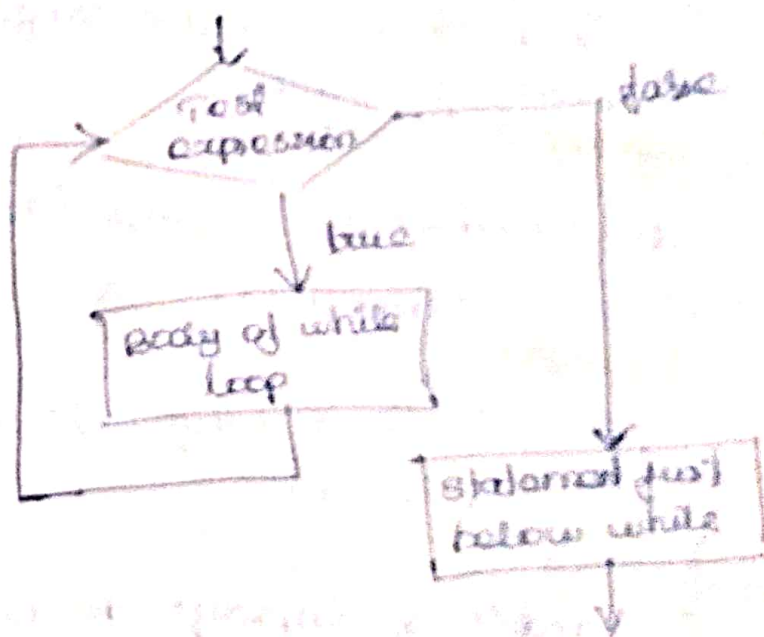 Test
expression
false
true
Body of while
loop
statement just
below while